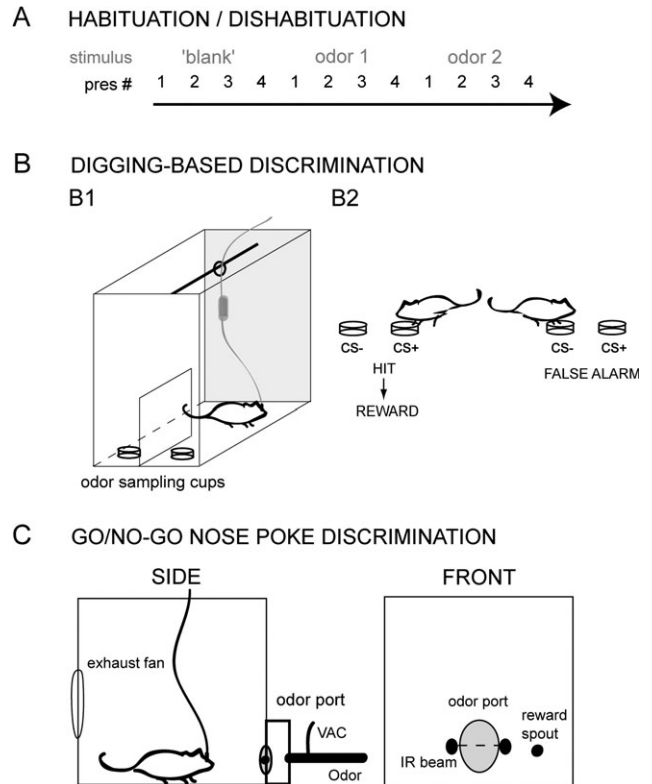 A HABITUATION / DISHABITUATION
stimulus 'blank' odor 1 odor 2
pres # 1 2 3 4 1 2 3 4 1 2 3 4
B DIGGING-BASED DISCRIMINATION
B1 B2
CS- CS+ CS- CS+
HIT FALSE ALARM
REWARD
odor sampling cups
C GO/NO-GO NOSE POKE DISCRIMINATION
SIDE FRONT
exhaust fan
odor port
VAC
Odor
odor port
reward
spout
IR beam